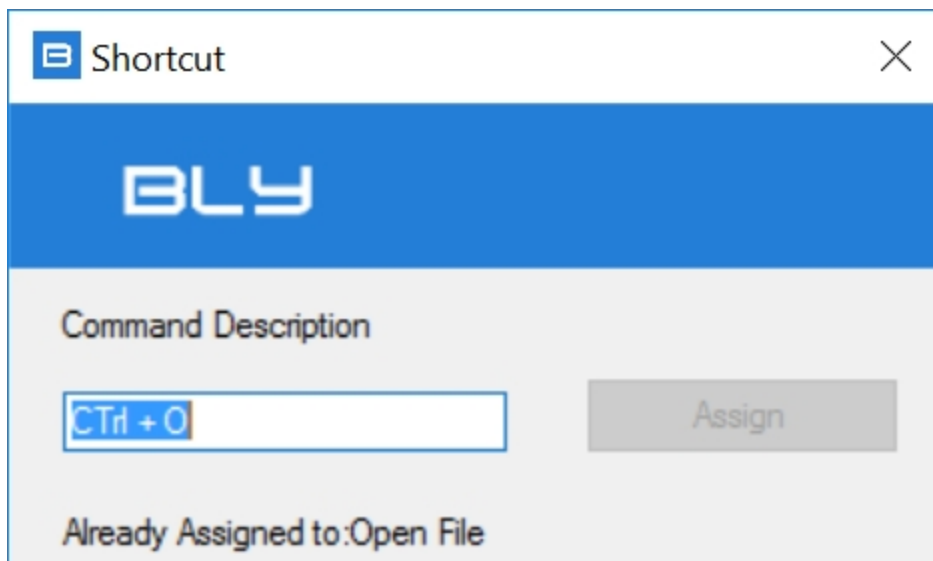 Shortcut
BLY
Command Description
CTrl + O
Assign
Already Assigned to:Open File